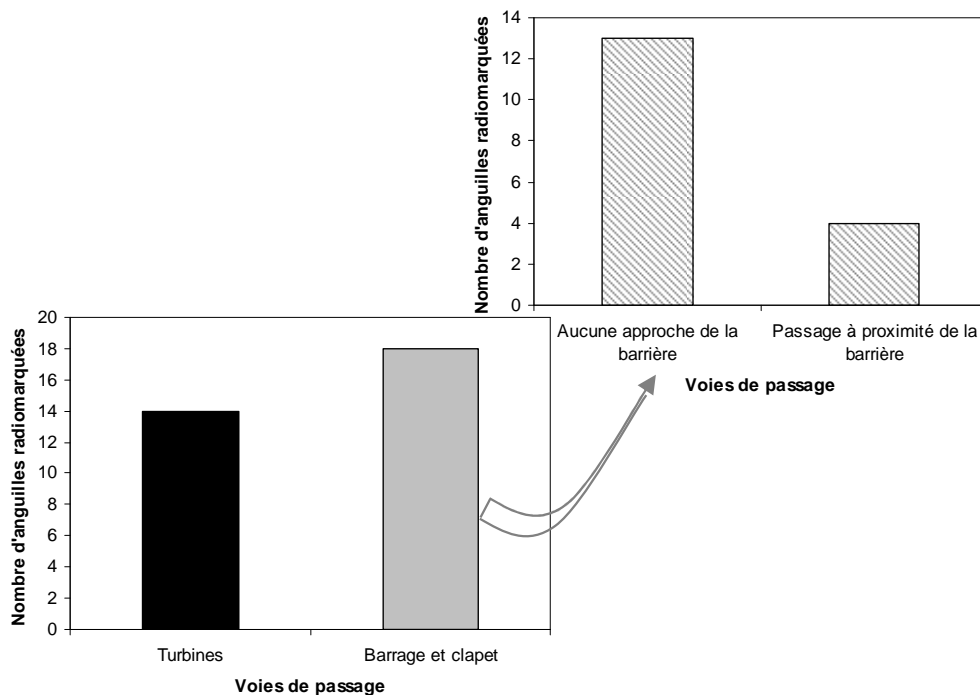 Nombre d'anguilles radiomarquées
14
12
10
8
6
4
2
0
Aucune approche de la
barrière
Passage à proximité de la
barrière
Voies de passage
Nombre d'anguilles radiomarquées
20
18
16
14
12
10
8
6
4
2
0
Turbines
Barrage et clapet
Voies de passage